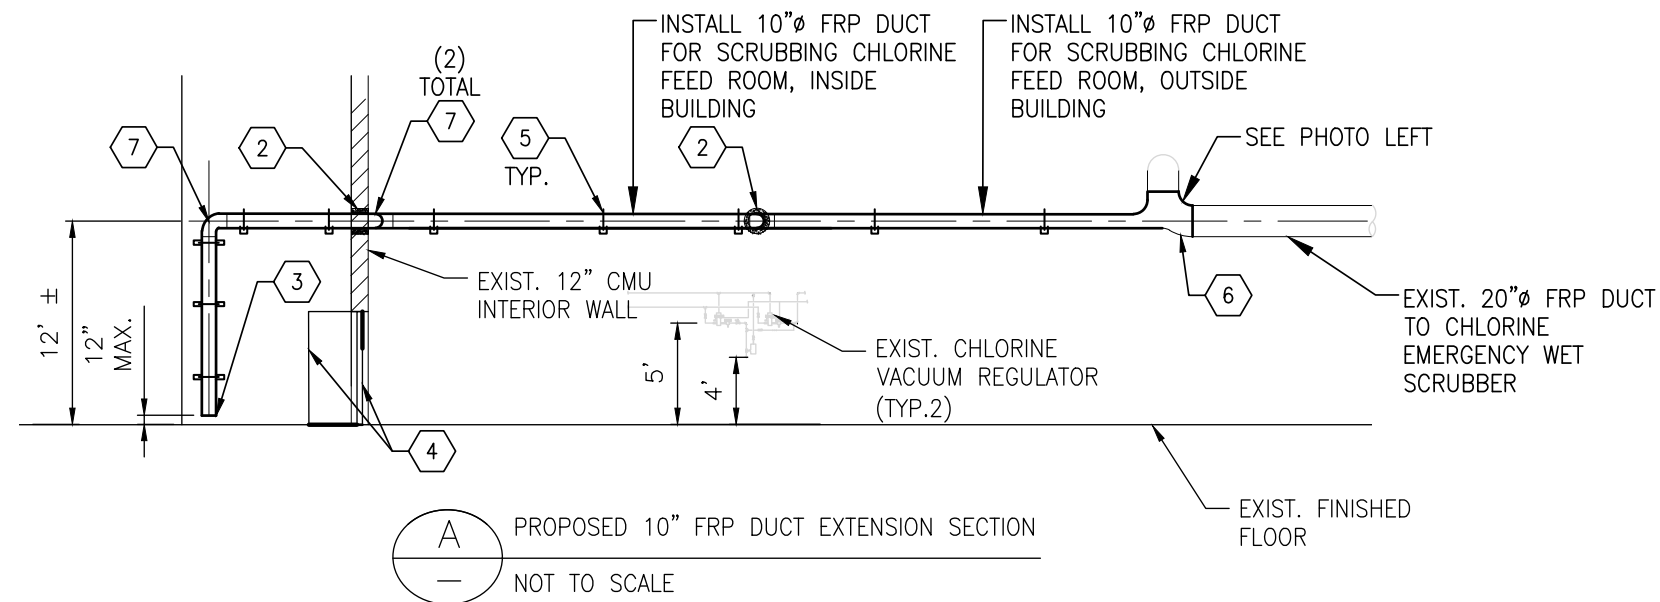 INSTALL 10"ø FRP DUCT
FOR SCRUBBING CHLORINE
FEED ROOM, INSIDE
BUILDING
INSTALL 10"ø FRP DUCT
FOR SCRUBBING CHLORINE
FEED ROOM, OUTSIDE
BUILDING
(2)
TOTAL
7
7
2
5
TYP.
2
SEE PHOTO LEFT
EXIST. 12" CMU
INTERIOR WALL
3
6
12' ±
12"
MAX.
5'
4'
EXIST. CHLORINE
VACUUM REGULATOR
(TYP.2)
EXIST. 20"ø FRP DUCT
TO CHLORINE
EMERGENCY WET
SCRUBBER
4
EXIST. FINISHED
FLOOR
A
—
PROPOSED 10" FRP DUCT EXTENSION SECTION
NOT TO SCALE